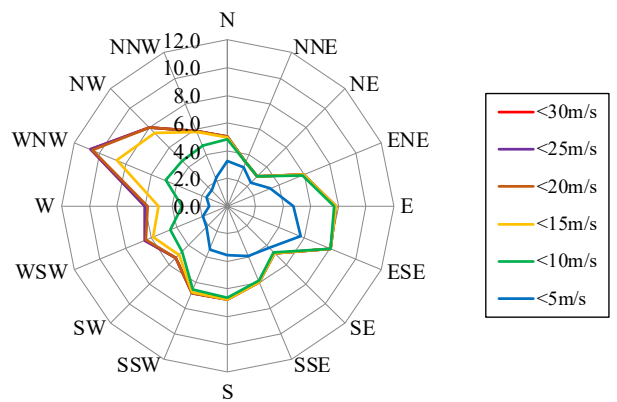 N
NNE
NE
ENE
E
ESE
SE
SSE
S
SSW
SW
WSW
W
WNW
NW
NNW
12.0
10.0
8.0
6.0
4.0
2.0
0.0
<30m/s
<25m/s
<20m/s
<15m/s
<10m/s
<5m/s